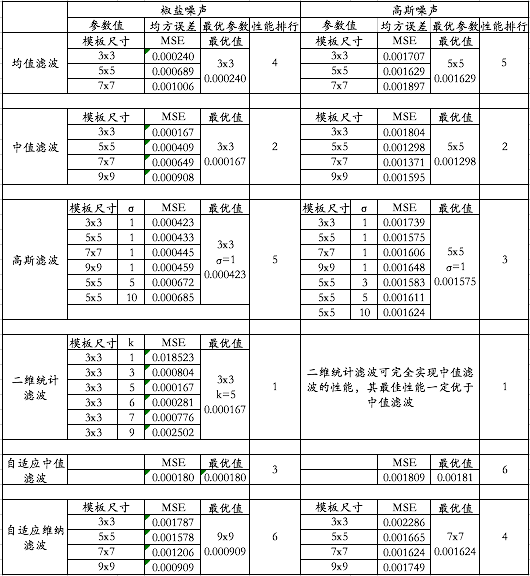 椒盐噪声 高斯噪声
参数值 均方误差 最优参数 性能排行 参数值 均方误差 最优参数 性能排行
均值滤波 模板尺寸 MSE 最优值 模板尺寸 MSE 最优值
3x3 0.000240 3x3 0.000240 4 3x3 0.001707 5x5 0.001629 5
5x5 0.000689 5x5 0.001629
7x7 0.001006 7x7 0.001897
中值滤波 模板尺寸 MSE 最优值 模板尺寸 MSE 最优值
3x3 0.000167 3x3 0.000167 2 3x3 0.001804 5x5 0.001298 2
5x5 0.000409 5x5 0.001298
7x7 0.000649 7x7 0.001371
9x9 0.000908 9x9 0.001595
高斯滤波 模板尺寸 σ MSE 最优值 模板尺寸 σ MSE 最优值
3x3 1 0.000423 3x3 σ=1 0.000423 5 3x3 1 0.001739 5x5 σ=1 0.001575 3
5x5 1 0.000433 5x5 1 0.001575
7x7 1 0.000445 7x7 1 0.001606
9x9 1 0.000459 9x9 1 0.001648
5x5 5 0.000672 5x5 3 0.001583
5x5 10 0.000685 5x5 5 0.001611
5x5 10 0.001624
二维统计滤波 模板尺寸 k MSE 最优值
3x3 1 0.018523 3x3 k=5 0.000167 1 二维统计滤波可完全实现中值滤
3x3 3 0.000804 波的性能，其最佳性能一定优于
3x3 5 0.000167 中值滤波 1
3x3 6 0.000281
3x3 7 0.000776
3x3 9 0.002502
自适应中值滤波 MSE 最优值 MSE 最优值
0.000180 0.000180 3 0.001809 0.00181 6
自适应维纳滤波 模板尺寸 MSE 最优值 模板尺寸 MSE 最优值
3x3 0.001787 9x9 0.000909 6 3x3 0.002286 7x7 0.001624 4
5x5 0.001578 5x5 0.001665
7x7 0.001206 7x7 0.001624
9x9 0.000909 9x9 0.001749